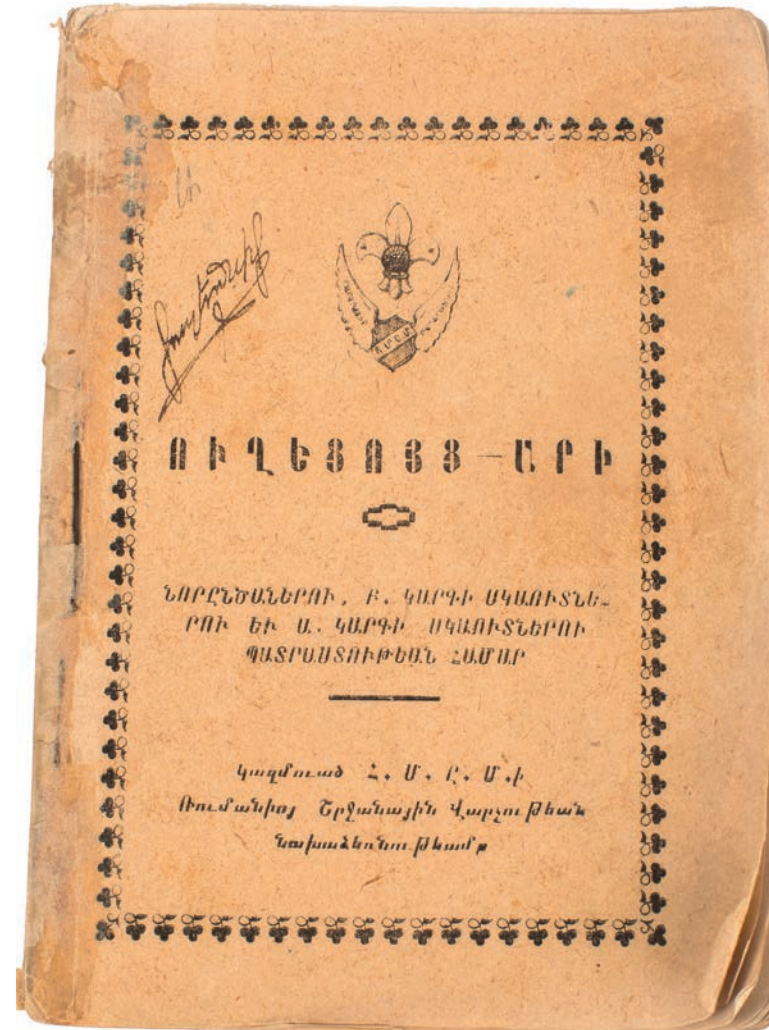 Հ Մ Ը Մ
ՈՒՂԵՑՈՅՑ — ԱՐԻ
ՆՈՐԸՆԾԱՆԵՐՈՒ, Բ. ԿԱՐԳԻ ՍԿԱՈՒՏՆԵ-
ՐՈՒ ԵՒ Ա. ԿԱՐԳԻ ՍԿԱՈՒՏՆԵՐՈՒ
ՊԱՏՐԱՍՏՈՒԹԵԱՆ ՀԱՄԱՐ
Կազմուած Հ. Մ. Ը. Մ.ի
Ռումանիոյ Շրջանային Վարչութեան
Նախաձեռնութեամբ